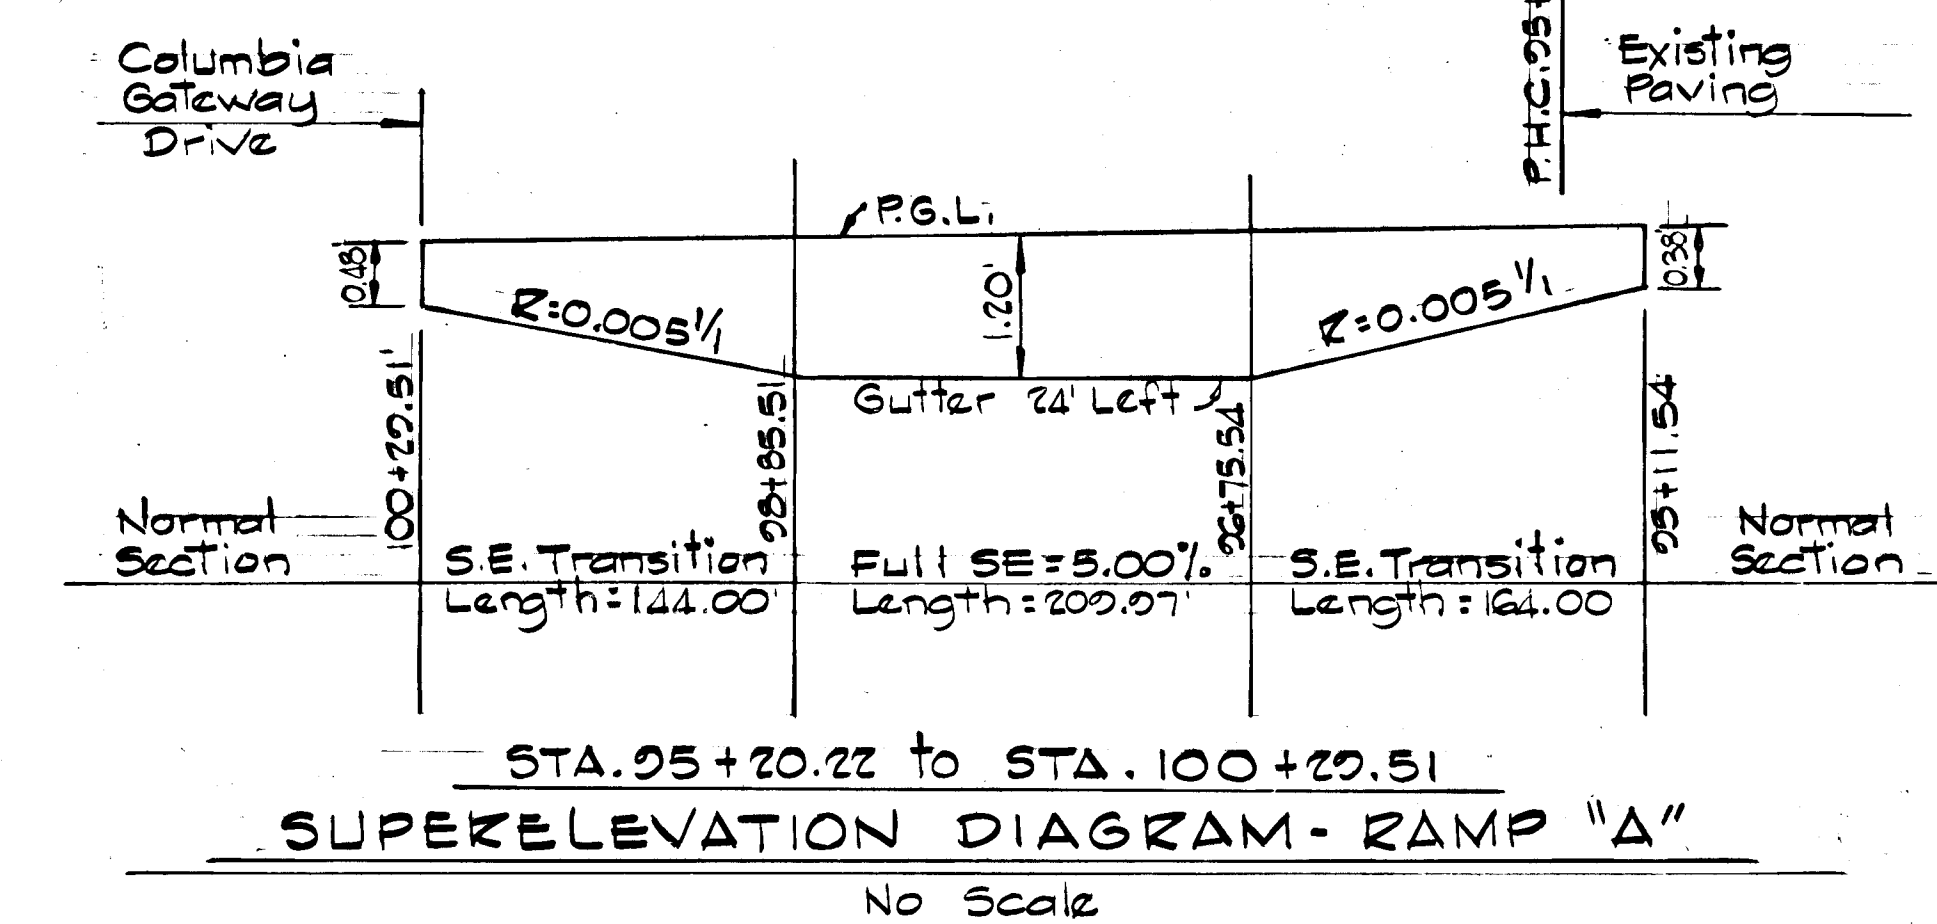 Columbia
Gateway
Drive
P.H.C.95+
Existing
Paving
P.G.L.
0.48'
R=0.005 1/1
1.20'
R=0.005 1/1
0.38'
Gutter 24' Left
100+29.51'
98+85.51
96+75.54
95+11.54
Normal
Section
S.E. Transition
Length=144.00'
Full SE=5.00%
Length=209.97'
S.E. Transition
Length=164.00
Normal
Section
STA.95+20.22 to STA.100+29.51
SUPERELEVATION DIAGRAM- RAMP "A"
No Scale